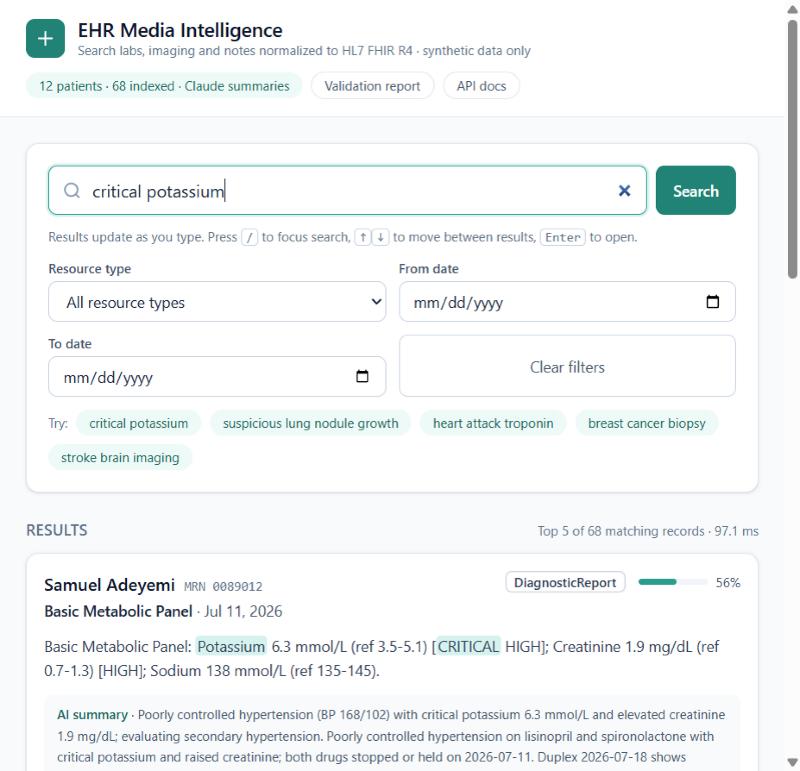 EHR Media Intelligence
Search labs, imaging and notes normalized to HL7 FHIR R4 · synthetic data only
12 patients · 68 indexed · Claude summaries
Validation report
API docs
critical potassium
Search
Results update as you type. Press / to focus search, ↑ ↓ to move between results, Enter to open.
Resource type
From date
All resource types
mm/dd/yyyy
To date
mm/dd/yyyy
Clear filters
Try: critical potassium suspicious lung nodule growth heart attack troponin breast cancer biopsy
stroke brain imaging
RESULTS
Top 5 of 68 matching records · 97.1 ms
Samuel Adeyemi MRN 0089012
DiagnosticReport
56%
Basic Metabolic Panel · Jul 11, 2026
Basic Metabolic Panel: Potassium 6.3 mmol/L (ref 3.5-5.1) [CRITICAL HIGH]; Creatinine 1.9 mg/dL (ref
0.7-1.3) [HIGH]; Sodium 138 mmol/L (ref 135-145).
AI summary · Poorly controlled hypertension (BP 168/102) with critical potassium 6.3 mmol/L and elevated creatinine
1.9 mg/dL; evaluating secondary hypertension. Poorly controlled hypertension on lisinopril and spironolactone with
critical potassium and raised creatinine; both drugs stopped or held on 2026-07-11. Duplex 2026-07-18 shows